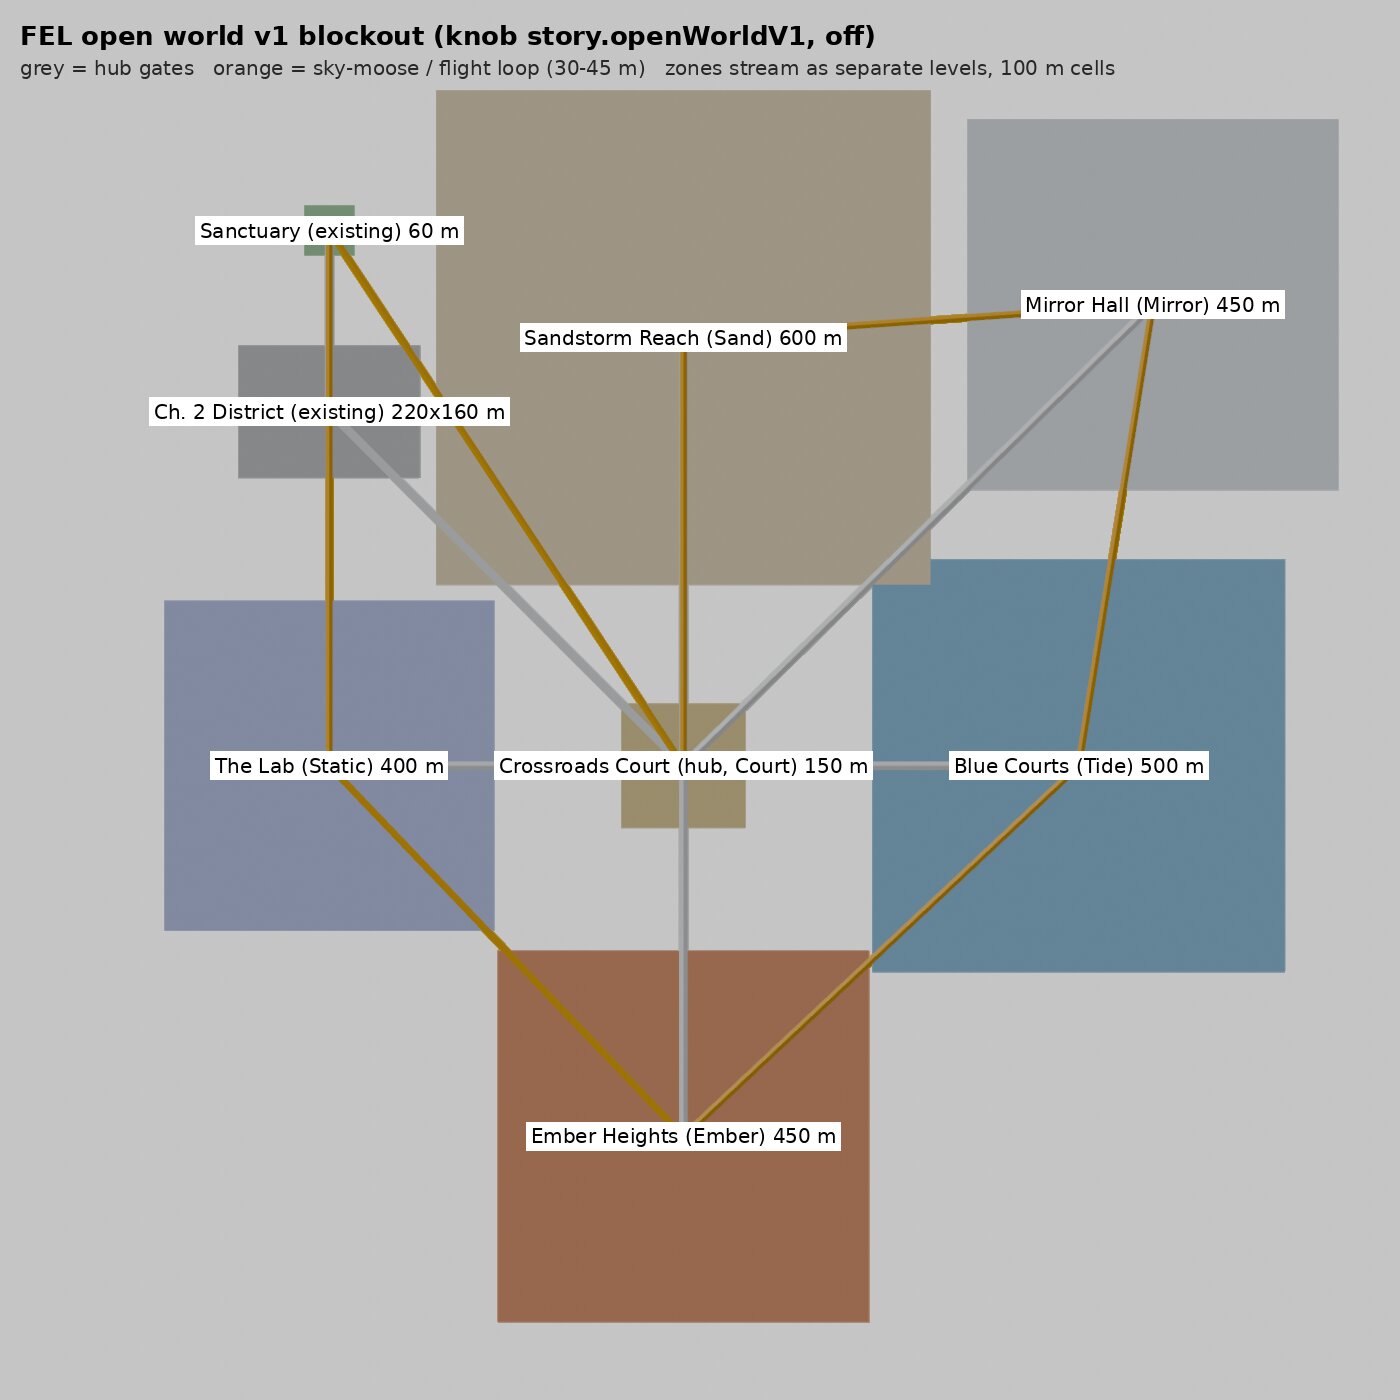 FEL open world v1 blockout (knob story.openWorldV1, off)
grey = hub gates   orange = sky-moose / flight loop (30-45 m)   zones stream as separate levels, 100 m cells
Sanctuary (existing) 60 m
Mirror Hall (Mirror) 450 m
Sandstorm Reach (Sand) 600 m
Ch. 2 District (existing) 220x160 m
The Lab (Static) 400 m
Crossroads Court (hub, Court) 150 m
Blue Courts (Tide) 500 m
Ember Heights (Ember) 450 m